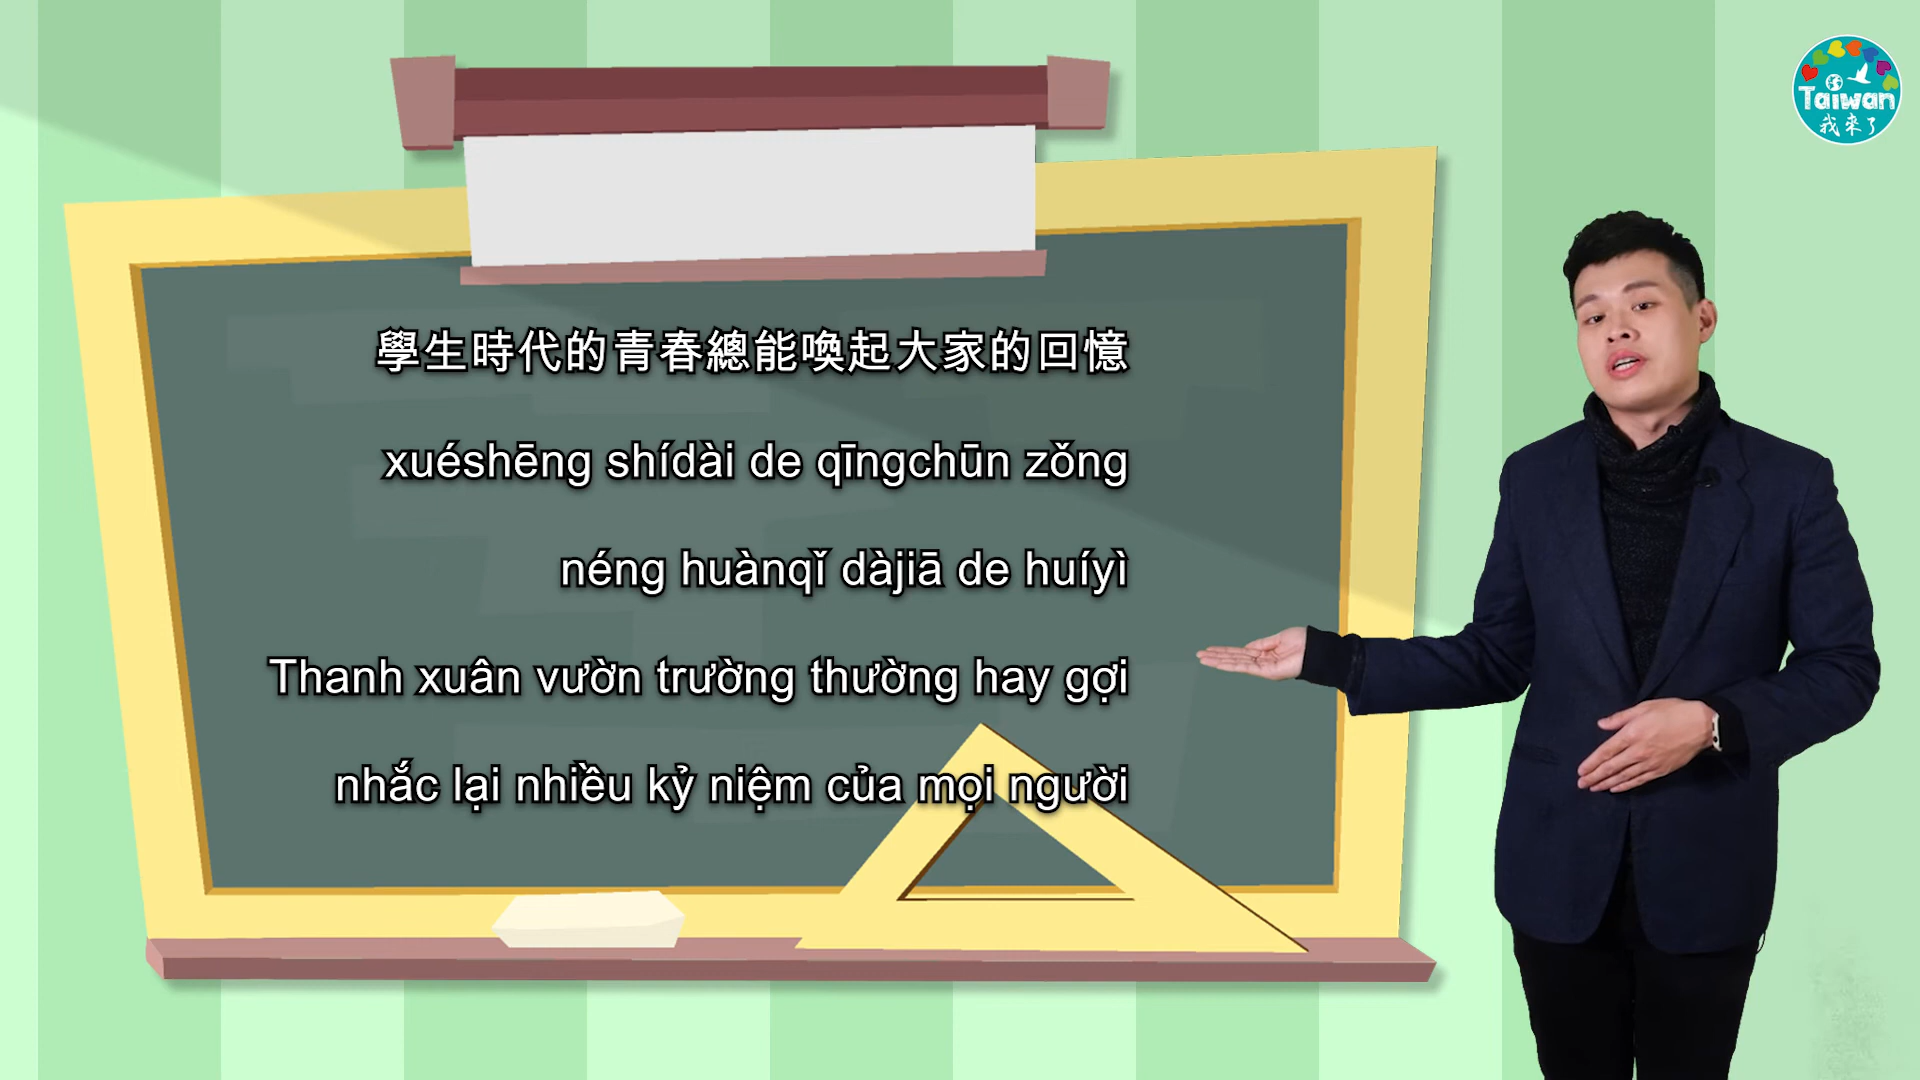 學生時代的青春總能喚起大家的回憶
xuéshēng shídài de qīngchūn zǒng
néng huànqǐ dàjiā de huíyì
Thanh xuân vườn trường thường hay gợi
nhắc lại nhiều kỷ niệm của mọi người
Taiwan
我來了